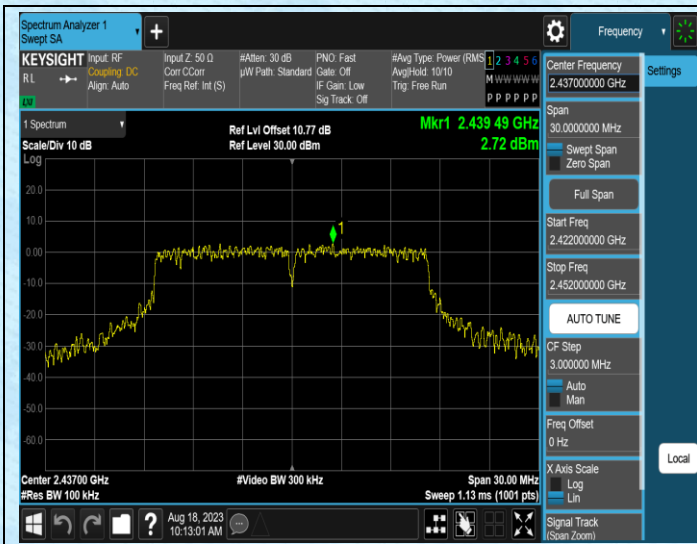 Spectrum Analyzer 1
Swept SA
+
Frequency
KEYSIGHT
RL
LXI
Input: RF
Coupling: DC
Align: Auto
Input Z: 50 Ω
Corr CCorr
Freq Ref: Int (S)
#Atten: 30 dB
µW Path: Standard
PNO: Fast
Gate: Off
IF Gain: Low
Sig Track: Off
#Avg Type: Power (RMS
Avg|Hold: 10/10
Trig: Free Run
1 2 3 4 5 6
M W W W W W
P P P P P P
1 Spectrum
Scale/Div 10 dB
Log
Ref Lvl Offset 10.77 dB
Ref Level 30.00 dBm
Mkr1 2.439 49 GHz
2.72 dBm
20.0
10.0
0.00
-10.0
-20.0
-30.0
-40.0
-50.0
-60.0
1
Center 2.43700 GHz
#Res BW 100 kHz
#Video BW 300 kHz
Span 30.00 MHz
Sweep 1.13 ms (1001 pts)
Center Frequency
2.437000000 GHz
Span
30.0000000 MHz
Swept Span
Zero Span
Full Span
Start Freq
2.422000000 GHz
Stop Freq
2.452000000 GHz
AUTO TUNE
CF Step
3.000000 MHz
Auto
Man
Freq Offset
0 Hz
X Axis Scale
Log
Lin
Signal Track
(Span Zoom)
Settings
Local
?
Aug 18, 2023
10:13:01 AM